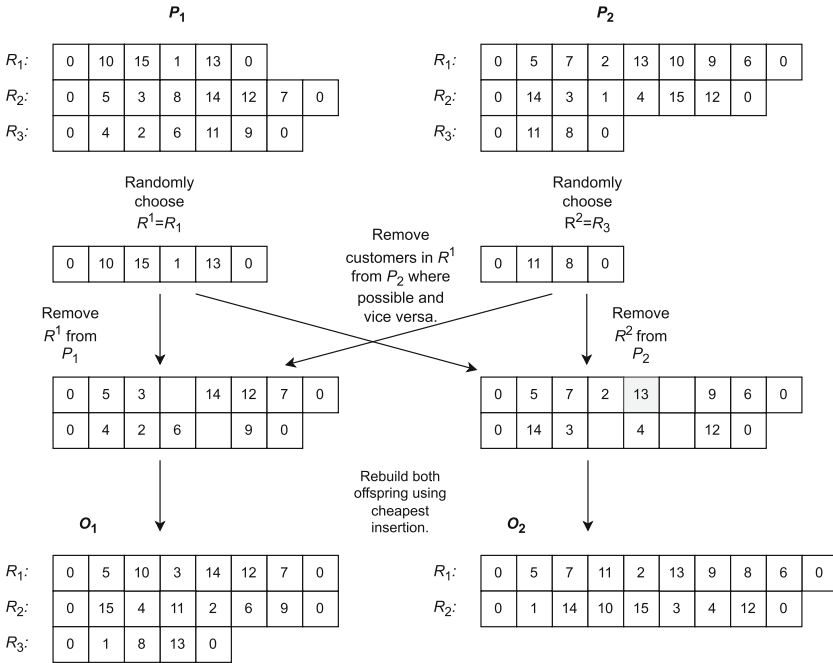 P1 P2
R1: 0 10 15 1 13 0 R1: 0 5 7 2 13 10 9 6 0
R2: 0 5 3 8 14 12 7 0 R2: 0 14 3 1 4 15 12 0
R3: 0 4 2 6 11 9 0 R3: 0 11 8 0
Randomly
choose
R^1=R1
Randomly
choose
R^2=R3
0 10 15 1 13 0
0 11 8 0
Remove
customers in R^1
from P2 where
possible and
vice versa.
Remove
R^1 from
P1
Remove
R^2 from
P2
0 5 3 14 12 7 0
0 4 2 6 9 0
0 5 7 2 13 9 6 0
0 14 3 4 12 0
Rebuild both
offspring using
cheapest
insertion.
O1 O2
R1: 0 5 10 3 14 12 7 0 R1: 0 5 7 11 2 13 9 8 6 0
R2: 0 15 4 11 2 6 9 0 R2: 0 1 14 10 15 3 4 12 0
R3: 0 1 8 13 0